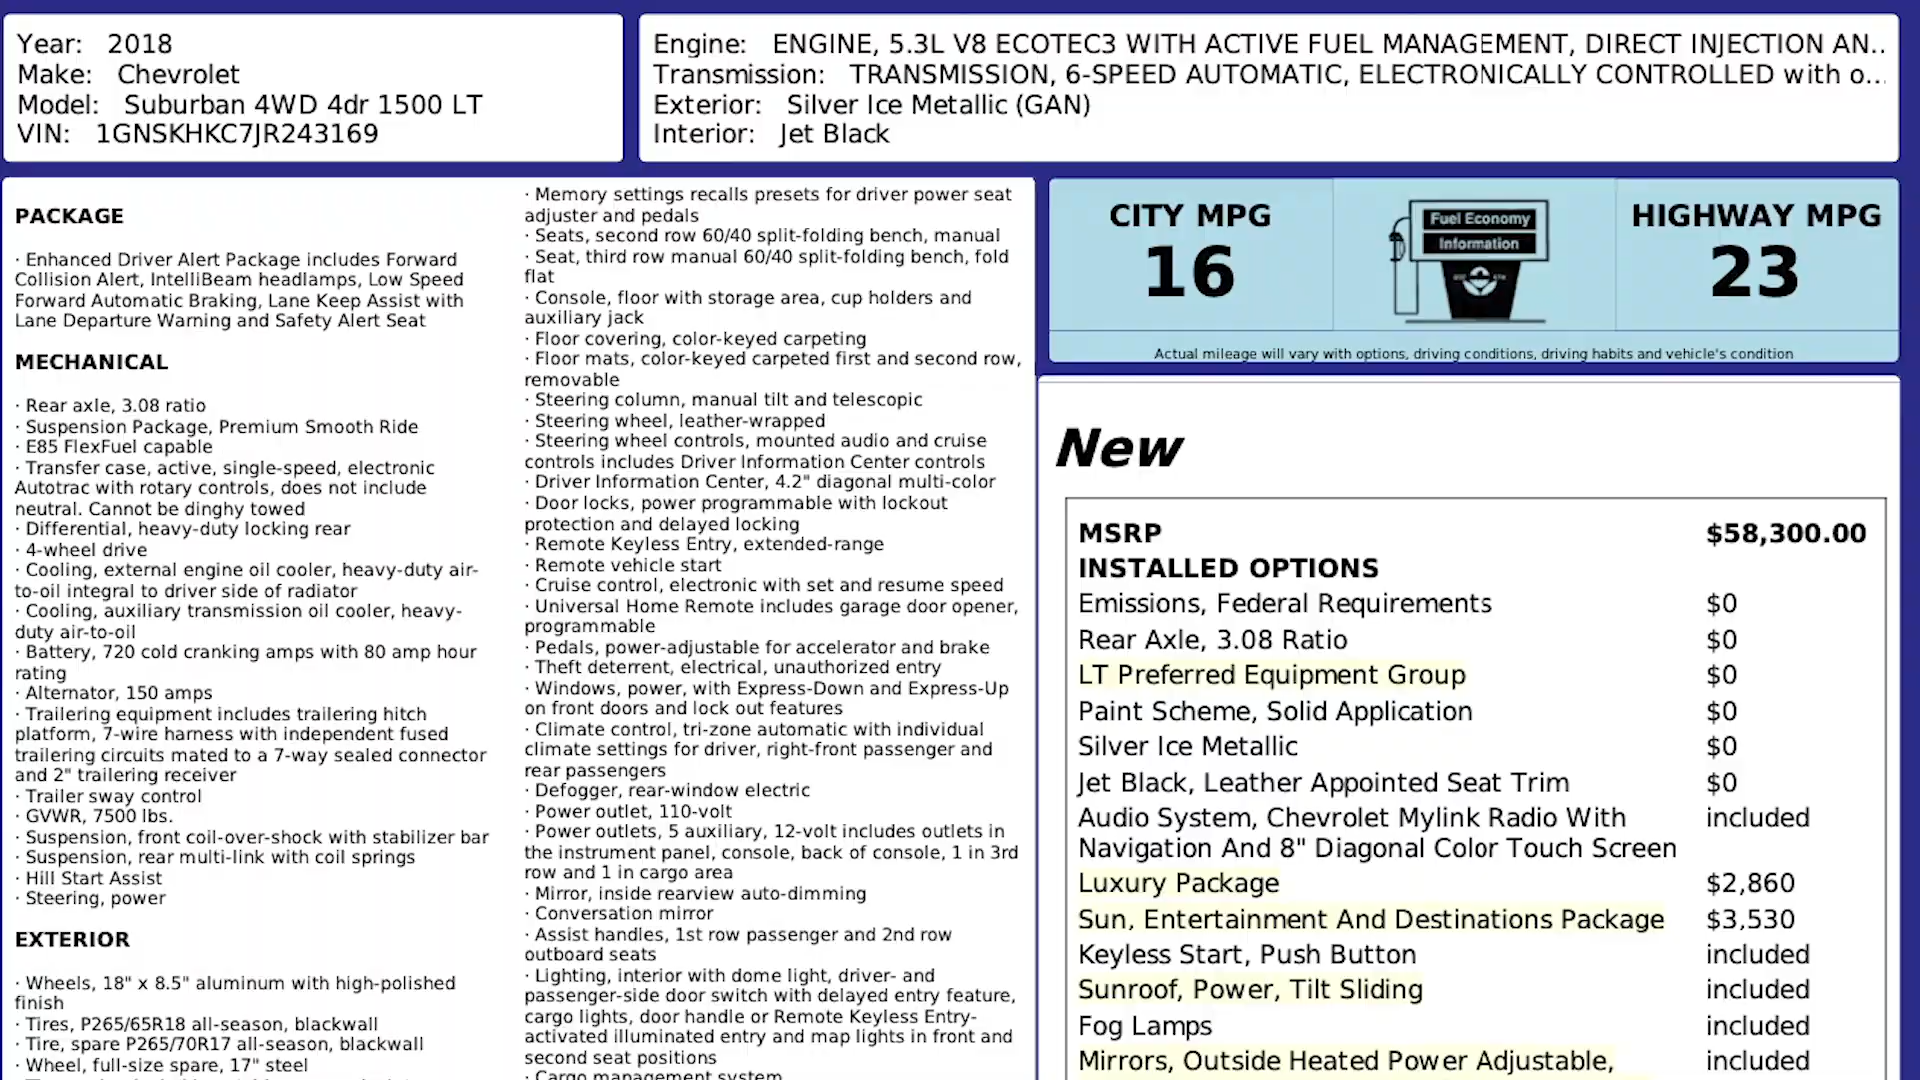 Year: 2018
Make: Chevrolet
Model: Suburban 4WD 4dr 1500 LT
VIN: 1GNSKHKC7JR243169
Engine: ENGINE, 5.3L V8 ECOTEC3 WITH ACTIVE FUEL MANAGEMENT, DIRECT INJECTION AN..
Transmission: TRANSMISSION, 6-SPEED AUTOMATIC, ELECTRONICALLY CONTROLLED with o...
Exterior: Silver Ice Metallic (GAN)
Interior: Jet Black
PACKAGE
· Enhanced Driver Alert Package includes Forward
Collision Alert, IntelliBeam headlamps, Low Speed
Forward Automatic Braking, Lane Keep Assist with
Lane Departure Warning and Safety Alert Seat
MECHANICAL
· Rear axle, 3.08 ratio
· Suspension Package, Premium Smooth Ride
· E85 FlexFuel capable
· Transfer case, active, single-speed, electronic
Autotrac with rotary controls, does not include
neutral. Cannot be dinghy towed
· Differential, heavy-duty locking rear
· 4-wheel drive
· Cooling, external engine oil cooler, heavy-duty air-
to-oil integral to driver side of radiator
· Cooling, auxiliary transmission oil cooler, heavy-
duty air-to-oil
· Battery, 720 cold cranking amps with 80 amp hour
rating
· Alternator, 150 amps
· Trailering equipment includes trailering hitch
platform, 7-wire harness with independent fused
trailering circuits mated to a 7-way sealed connector
and 2" trailering receiver
· Trailer sway control
· GVWR, 7500 lbs.
· Suspension, front coil-over-shock with stabilizer bar
· Suspension, rear multi-link with coil springs
· Hill Start Assist
· Steering, power
EXTERIOR
· Wheels, 18" x 8.5" aluminum with high-polished
finish
· Tires, P265/65R18 all-season, blackwall
· Tire, spare P265/70R17 all-season, blackwall
· Wheel, full-size spare, 17" steel
· Memory settings recalls presets for driver power seat
adjuster and pedals
· Seats, second row 60/40 split-folding bench, manual
· Seat, third row manual 60/40 split-folding bench, fold
flat
· Console, floor with storage area, cup holders and
auxiliary jack
· Floor covering, color-keyed carpeting
· Floor mats, color-keyed carpeted first and second row,
removable
· Steering column, manual tilt and telescopic
· Steering wheel, leather-wrapped
· Steering wheel controls, mounted audio and cruise
controls includes Driver Information Center controls
· Driver Information Center, 4.2" diagonal multi-color
· Door locks, power programmable with lockout
protection and delayed locking
· Remote Keyless Entry, extended-range
· Remote vehicle start
· Cruise control, electronic with set and resume speed
· Universal Home Remote includes garage door opener,
programmable
· Pedals, power-adjustable for accelerator and brake
· Theft deterrent, electrical, unauthorized entry
· Windows, power, with Express-Down and Express-Up
on front doors and lock out features
· Climate control, tri-zone automatic with individual
climate settings for driver, right-front passenger and
rear passengers
· Defogger, rear-window electric
· Power outlet, 110-volt
· Power outlets, 5 auxiliary, 12-volt includes outlets in
the instrument panel, console, back of console, 1 in 3rd
row and 1 in cargo area
· Mirror, inside rearview auto-dimming
· Conversation mirror
· Assist handles, 1st row passenger and 2nd row
outboard seats
· Lighting, interior with dome light, driver- and
passenger-side door switch with delayed entry feature,
cargo lights, door handle or Remote Keyless Entry-
activated illuminated entry and map lights in front and
second seat positions
· Cargo management system
CITY MPG
16
Fuel Economy
Information
HIGHWAY MPG
23
Actual mileage will vary with options, driving conditions, driving habits and vehicle's condition
New
MSRP $58,300.00
INSTALLED OPTIONS
Emissions, Federal Requirements $0
Rear Axle, 3.08 Ratio $0
LT Preferred Equipment Group $0
Paint Scheme, Solid Application $0
Silver Ice Metallic $0
Jet Black, Leather Appointed Seat Trim $0
Audio System, Chevrolet Mylink Radio With included
Navigation And 8" Diagonal Color Touch Screen
Luxury Package $2,860
Sun, Entertainment And Destinations Package $3,530
Keyless Start, Push Button included
Sunroof, Power, Tilt Sliding included
Fog Lamps included
Mirrors, Outside Heated Power Adjustable, included